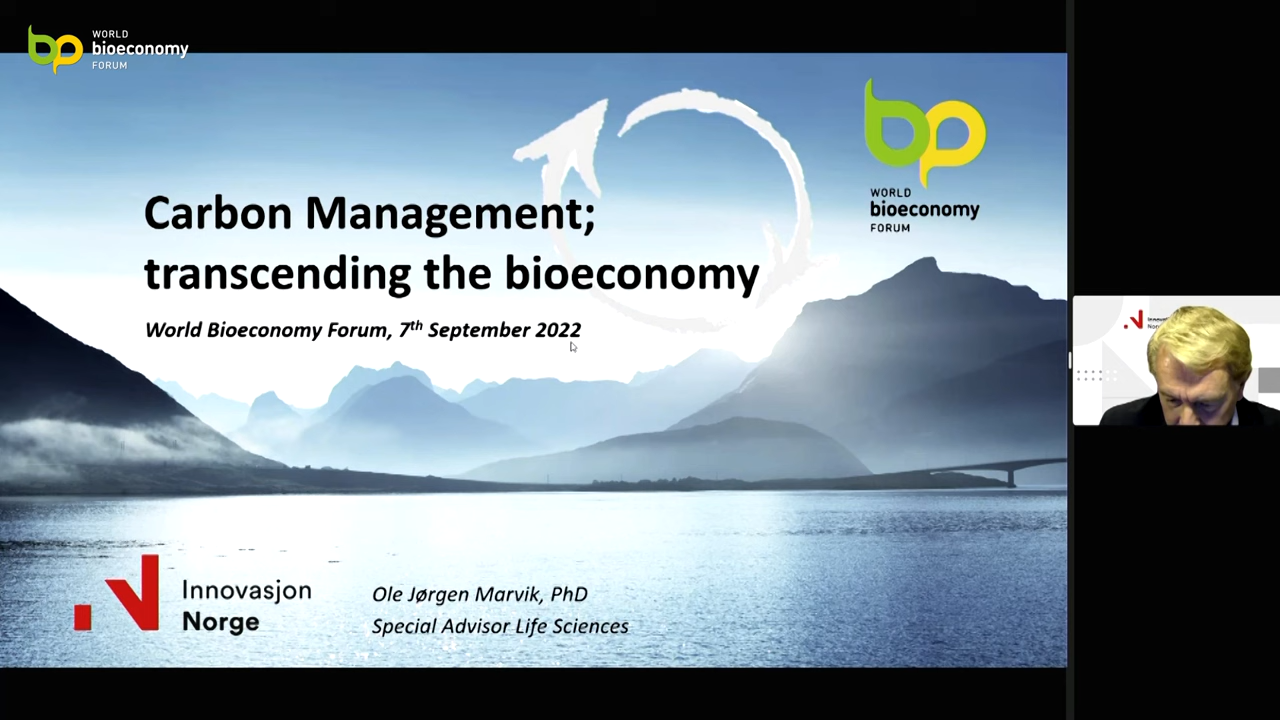 WORLD
bioeconomy
FORUM
WORLD
bioeconomy
FORUM
Carbon Management;
transcending the bioeconomy
World Bioeconomy Forum, 7th September 2022
Innovasjon
Norge
Ole Jørgen Marvik, PhD
Special Advisor Life Sciences